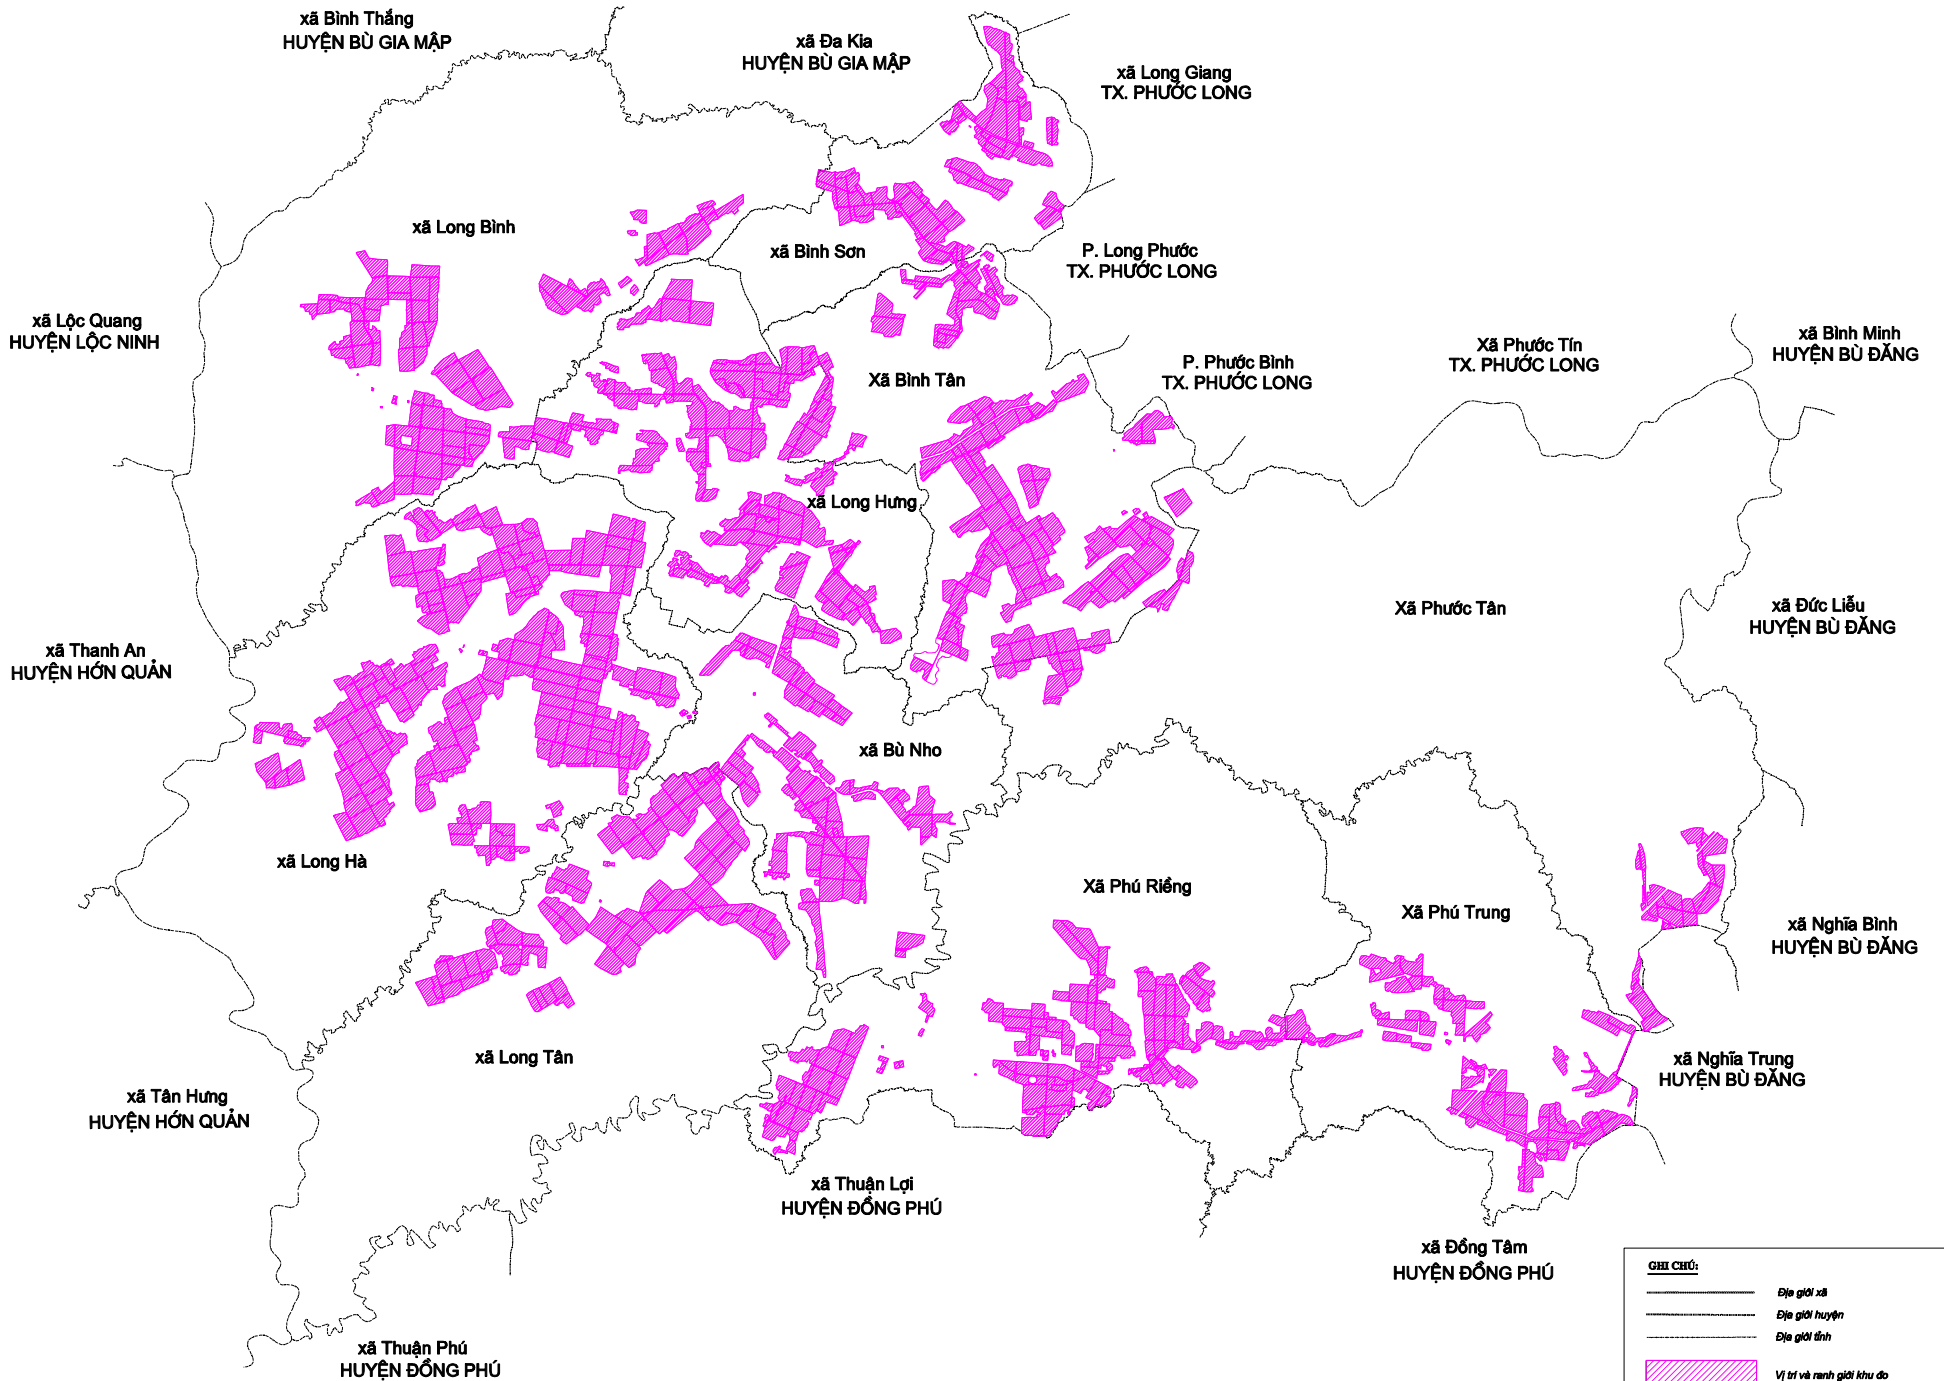 xã Bình Thắng
HUYỆN BÙ GIA MẬP
xã Đa Kia
HUYỆN BÙ GIA MẬP
xã Long Giang
TX. PHƯỚC LONG
xã Long Bình
xã Bình Sơn
P. Long Phước
TX. PHƯỚC LONG
xã Lộc Quang
HUYỆN LỘC NINH
Xã Bình Tân
P. Phước Bình
TX. PHƯỚC LONG
Xã Phước Tín
TX. PHƯỚC LONG
xã Bình Minh
HUYỆN BÙ ĐĂNG
xã Long Hưng
Xã Phước Tân
xã Đức Liễu
HUYỆN BÙ ĐĂNG
xã Thanh An
HUYỆN HỚN QUẢN
xã Bù Nho
xã Long Hà
Xã Phú Riềng
Xã Phú Trung
xã Nghĩa Bình
HUYỆN BÙ ĐĂNG
xã Long Tân
xã Nghĩa Trung
HUYỆN BÙ ĐĂNG
xã Tân Hưng
HUYỆN HỚN QUẢN
xã Thuận Lợi
HUYỆN ĐỒNG PHÚ
xã Đồng Tâm
HUYỆN ĐỒNG PHÚ
xã Thuận Phú
HUYỆN ĐỒNG PHÚ
GHI CHÚ:
Địa giới xã
Địa giới huyện
Địa giới tỉnh
Vị trí và ranh giới khu đo